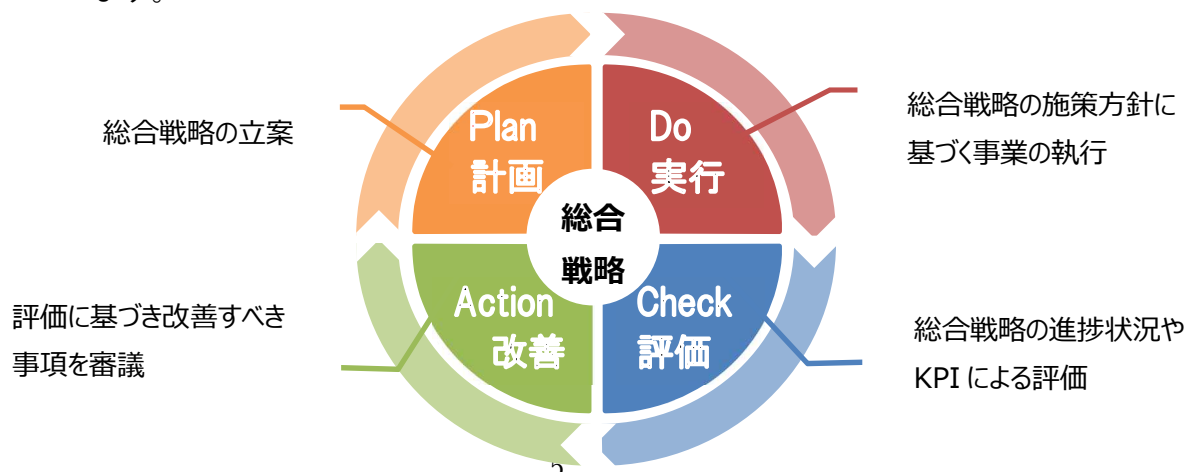 ます。
総合戦略の立案
Plan
計画
Do
実行
総合戦略の施策方針に
基づく事業の執行
総合
戦略
評価に基づき改善すべき
事項を審議
Action
改善
Check
評価
総合戦略の進捗状況や
KPI による評価